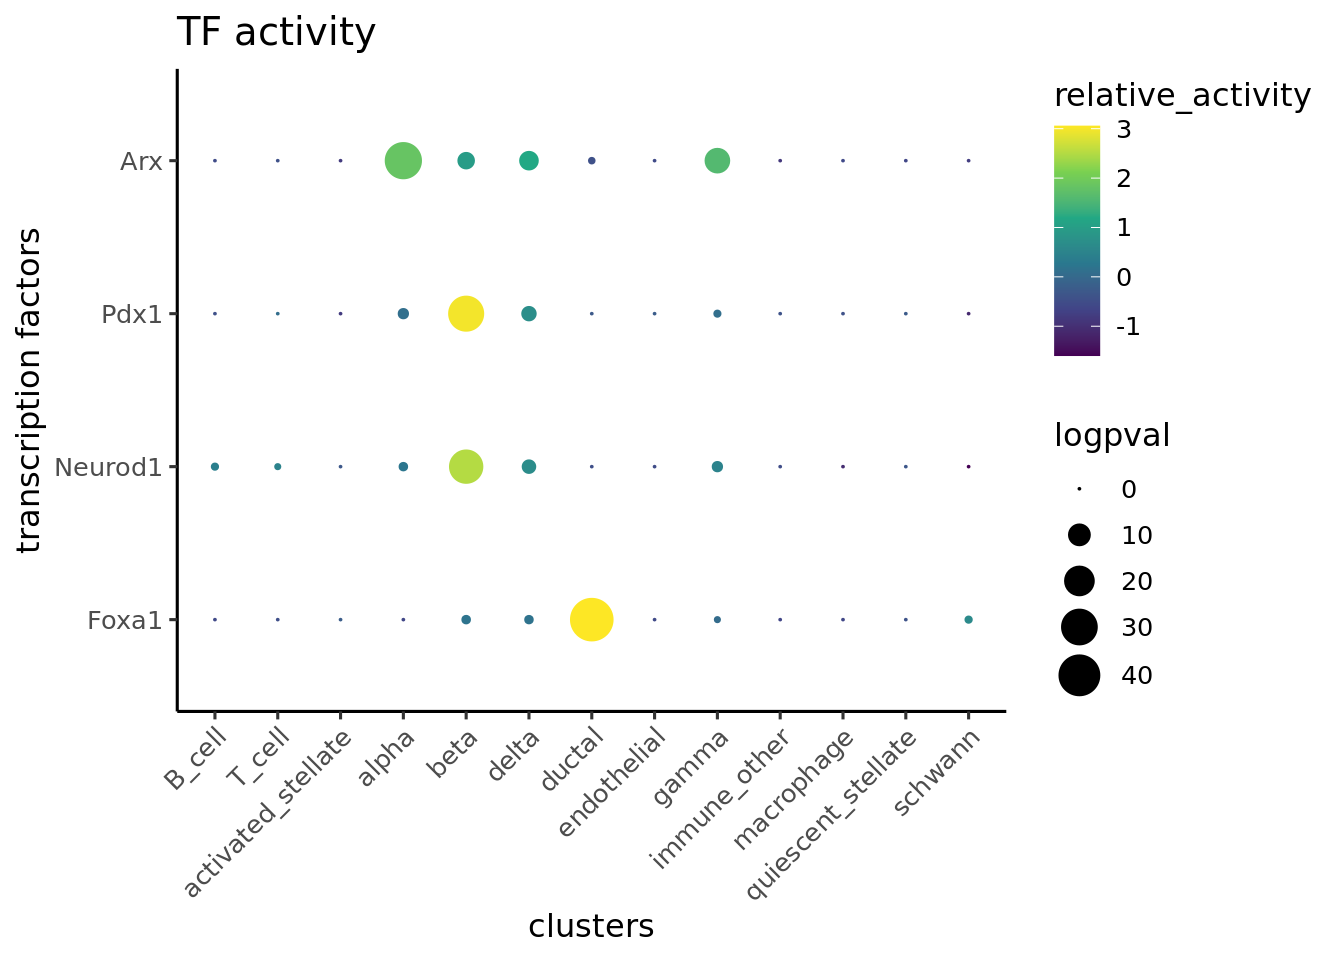 TF activity
transcription factors
Arx
Pdx1
Neurod1
Foxa1
B_cell
T_cell
activated_stellate
alpha
beta
delta
ductal
endothelial
gamma
immune_other
macrophage
quiescent_stellate
schwann
clusters
relative_activity
3
2
1
0
-1
logpval
0
10
20
30
40